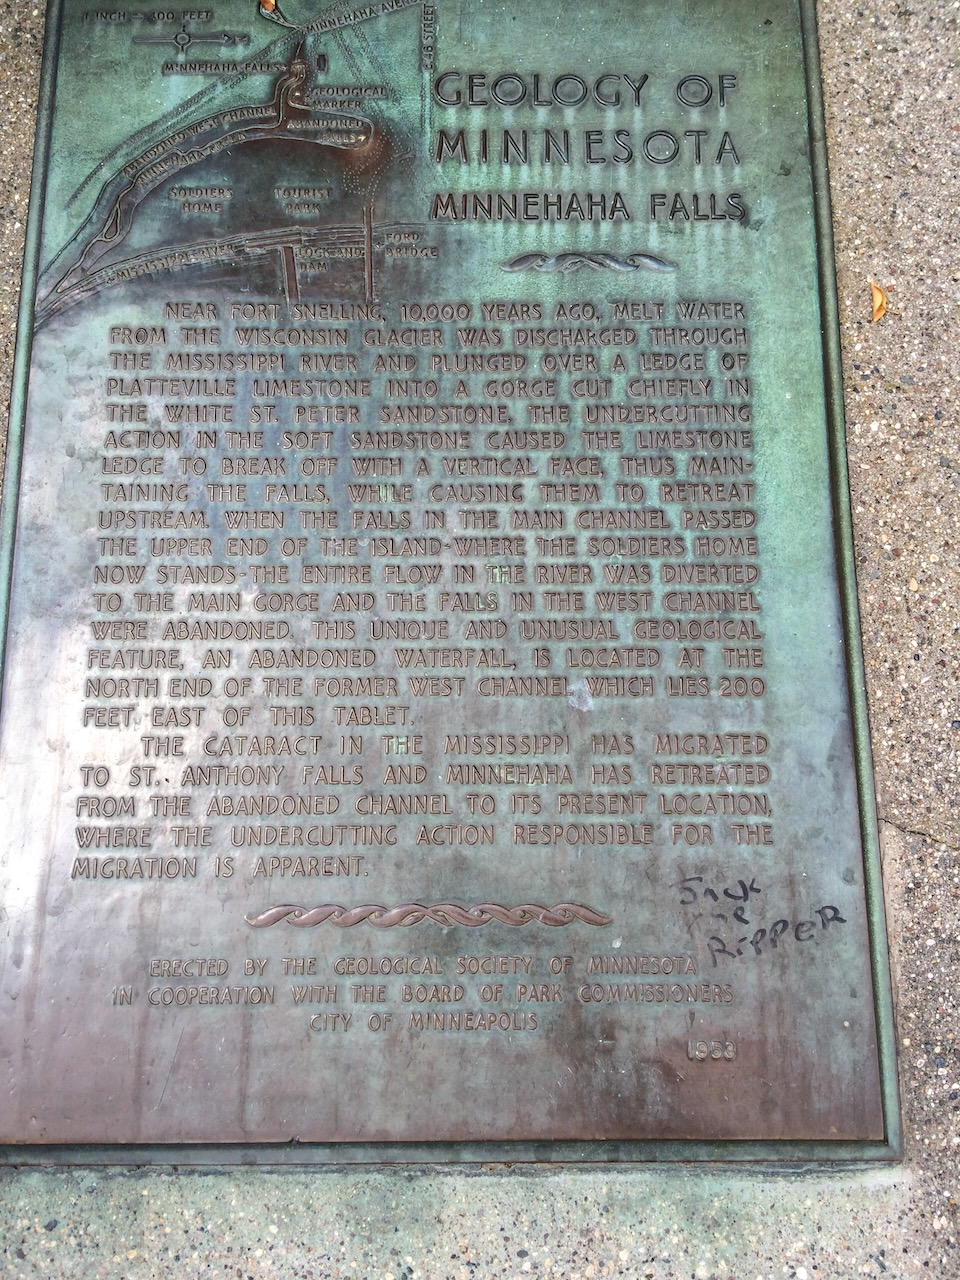 1 INCH = 400 FEET
MINNEHAHA AVENUE
E 46 STREET
MINNEHAHA FALLS
GEOLOGICAL
MARKER
ABANDONED
FALLS
ABANDONED WEST CHANNEL
MINNEHAHA CREEK
SOLDIERS
HOME
TOURIST
PARK
MISSISSIPPI RIVER
LOCK AND
DAM
FORD
BRIDGE
GEOLOGY OF
MINNESOTA
MINNEHAHA FALLS
NEAR FORT SNELLING, 10,000 YEARS AGO, MELT WATER
FROM THE WISCONSIN GLACIER WAS DISCHARGED THROUGH
THE MISSISSIPPI RIVER AND PLUNGED OVER A LEDGE OF
PLATTEVILLE LIMESTONE INTO A GORGE CUT CHIEFLY IN
THE WHITE ST. PETER SANDSTONE. THE UNDERCUTTING
ACTION IN THE SOFT SANDSTONE CAUSED THE LIMESTONE
LEDGE TO BREAK OFF WITH A VERTICAL FACE, THUS MAIN-
TAINING THE FALLS, WHILE CAUSING THEM TO RETREAT
UPSTREAM. WHEN THE FALLS IN THE MAIN CHANNEL PASSED
THE UPPER END OF THE ISLAND-WHERE THE SOLDIERS HOME
NOW STANDS-THE ENTIRE FLOW IN THE RIVER WAS DIVERTED
TO THE MAIN GORGE AND THE FALLS IN THE WEST CHANNEL
WERE ABANDONED. THIS UNIQUE AND UNUSUAL GEOLOGICAL
FEATURE, AN ABANDONED WATERFALL, IS LOCATED AT THE
NORTH END OF THE FORMER WEST CHANNEL WHICH LIES 200
FEET EAST OF THIS TABLET.
THE CATARACT IN THE MISSISSIPPI HAS MIGRATED
TO ST. ANTHONY FALLS AND MINNEHAHA HAS RETREATED
FROM THE ABANDONED CHANNEL TO ITS PRESENT LOCATION,
WHERE THE UNDERCUTTING ACTION RESPONSIBLE FOR THE
MIGRATION IS APPARENT.
Jack
the
RIPPER
ERECTED BY THE GEOLOGICAL SOCIETY OF MINNESOTA
IN COOPERATION WITH THE BOARD OF PARK COMMISSIONERS
CITY OF MINNEAPOLIS
1953